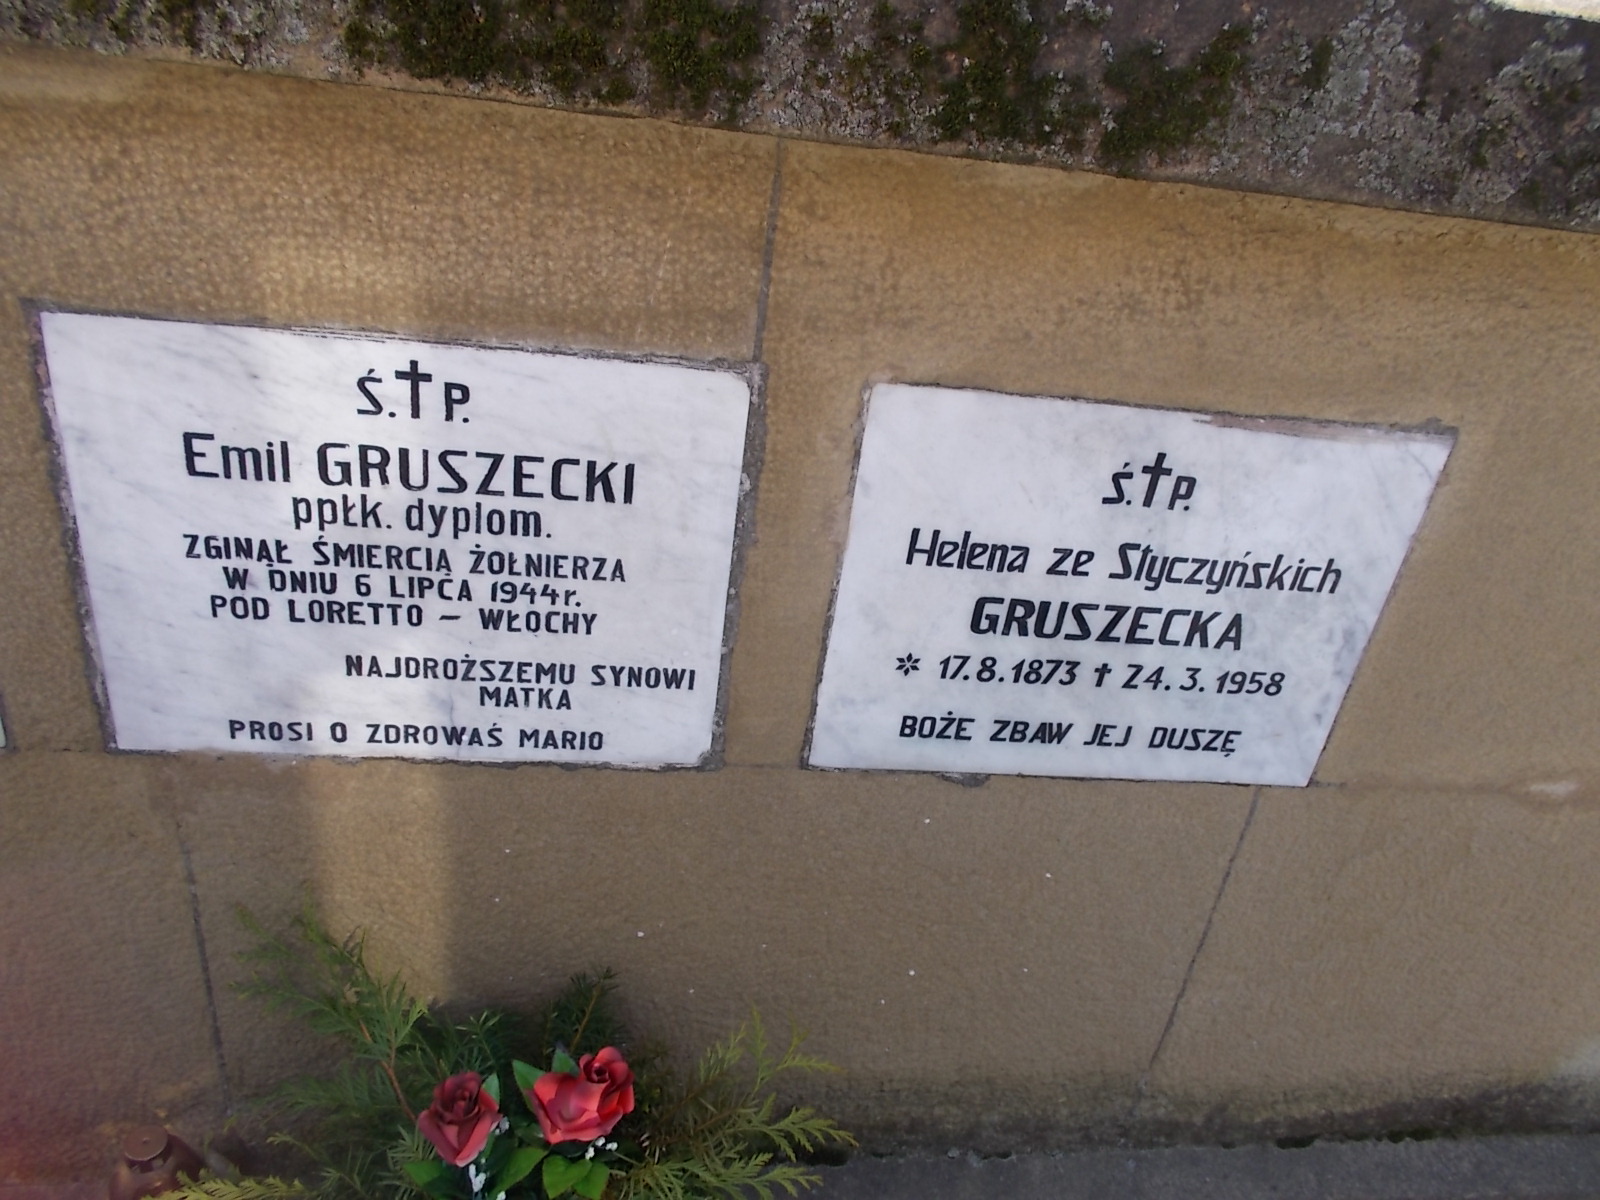 Ś.†P.
Emil GRUSZECKI
ppłk. dyplom.
ZGINĄŁ ŚMIERCIĄ ŻOŁNIERZA
W DNIU 6 LIPCA 1944 r.
POD LORETTO – WŁOCHY
NAJDROŻSZEMU SYNOWI
MATKA
PROSI O ZDROWAŚ MARIO
Ś.†P.
Helena ze Styczyńskich
GRUSZECKA
* 17.8.1873 † 24.3.1958
BOŻE ZBAW JEJ DUSZĘ